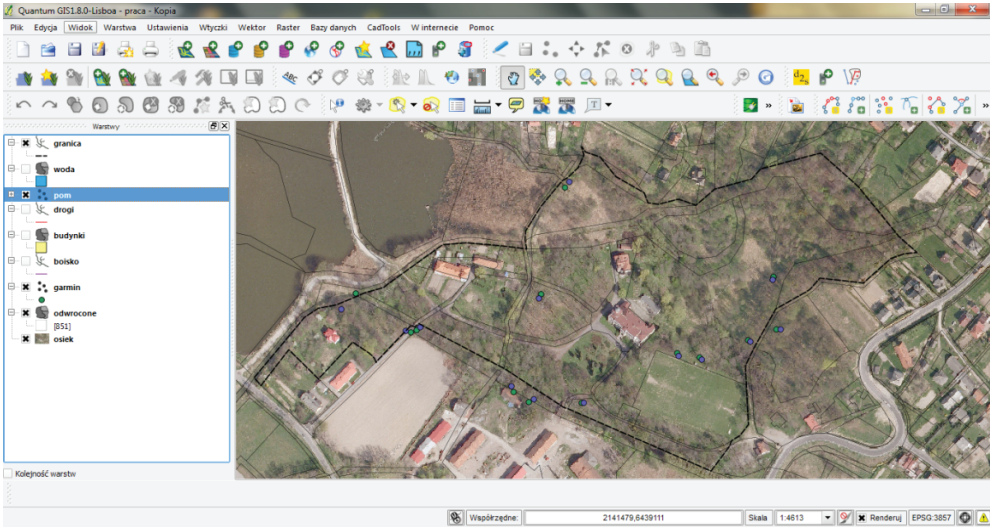 Quantum GIS1.8.0-Lisboa - praca - Kopia
Plik Edycja Widok Warstwa Ustawienia Wtyczki Wektor Raster Bazy danych CadTools W internecie Pomoc
Warstwy
granica
woda
pom
drogi
budynki
boisko
garmin
odwrocone
[851]
osiek
Kolejność warstw
Współrzędne: 2141479,6439111 Skala 1:4613 Renderuj EPSG:3857